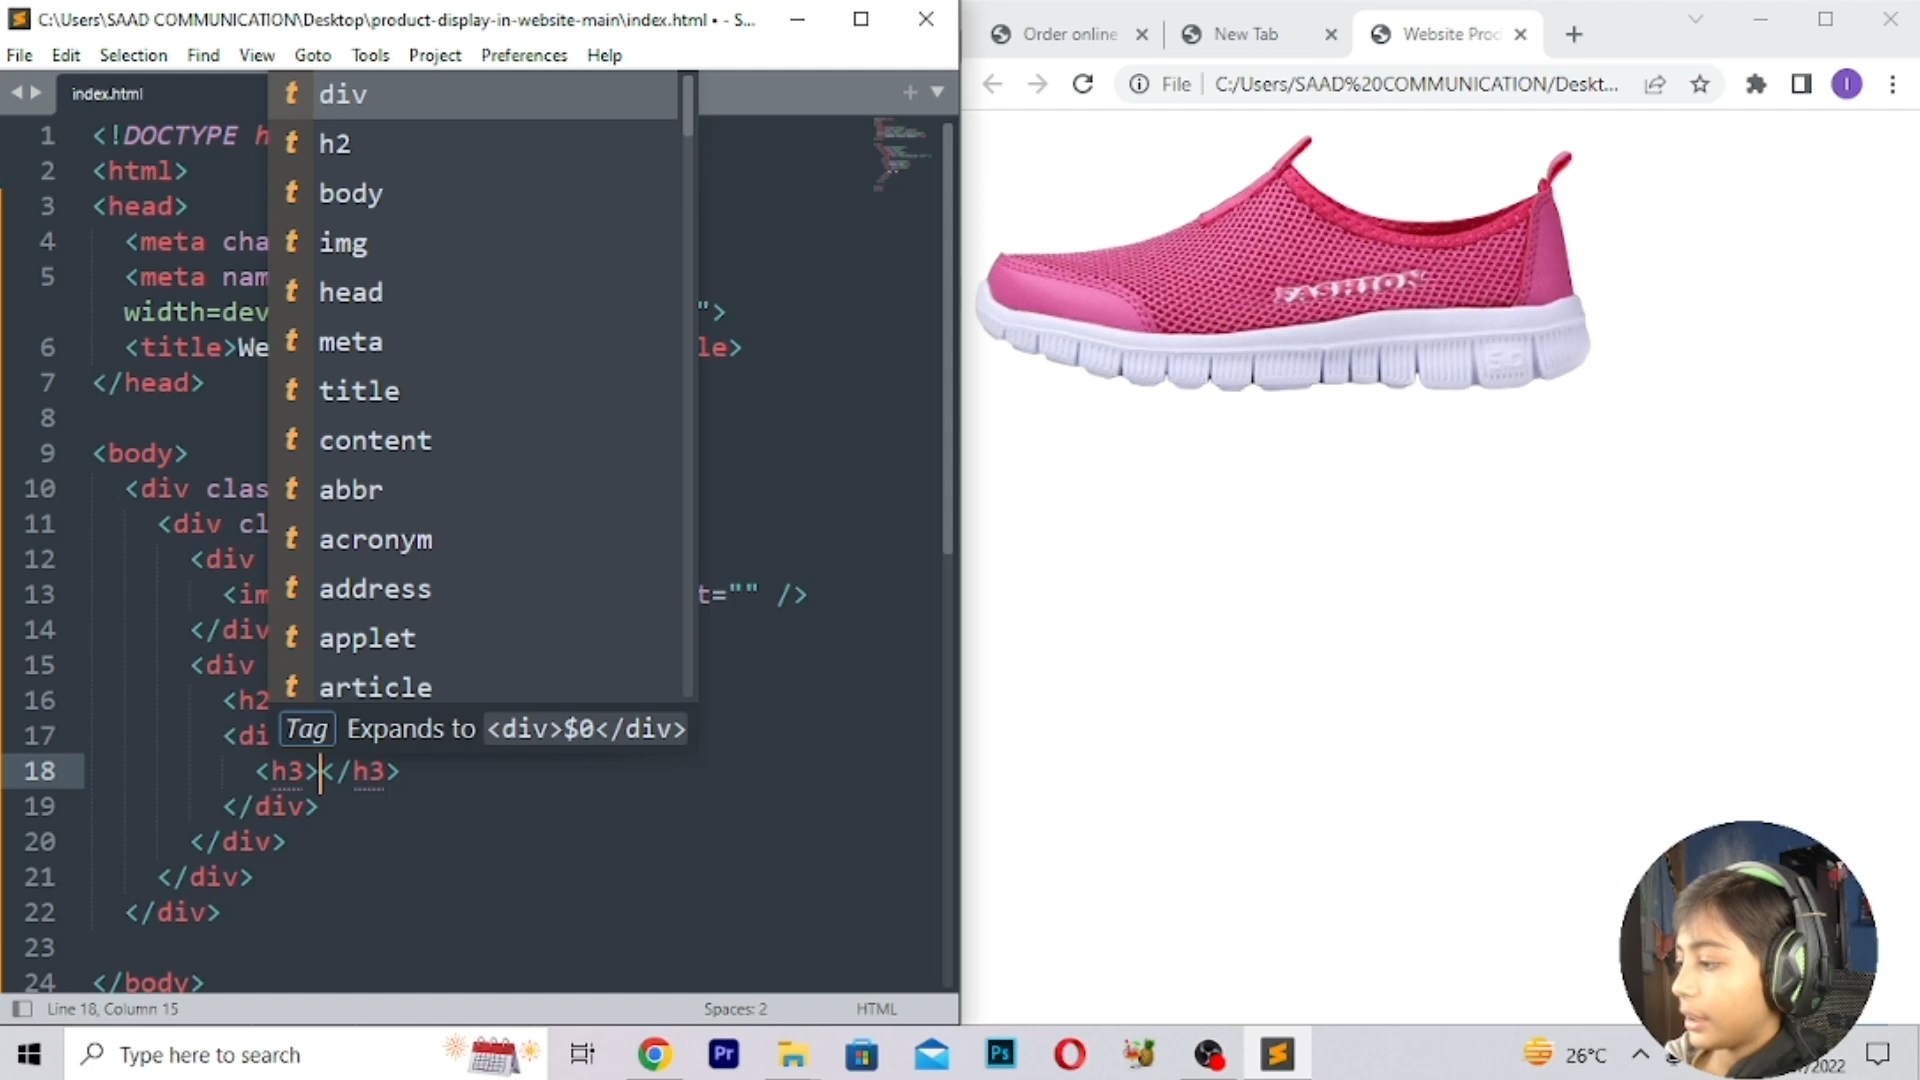 C:\Users\SAAD COMMUNICATION\Desktop\product-display-in-website-main\index.html • - S...
File Edit Selection Find View Goto Tools Project Preferences Help
index.html
1 <!DOCTYPE h
2 <html>
3 <head>
4 <meta cha
5 <meta nam
width=dev ">
6 <title>We le>
7 </head>
8
9 <body>
10 <div clas
11 <div cl
12 <div
13 <im t="" />
14 </div
15 <div
16 <h2
17 <di
18 <h3></h3>
19 </div>
20 </div>
21 </div>
22 </div>
23
24 </body>
t div
t h2
t body
t img
t head
t meta
t title
t content
t abbr
t acronym
t address
t applet
t article
Tag Expands to <div>$0</div>
Line 18, Column 15 Spaces: 2 HTML
Order online New Tab Website Prod
File C:/Users/SAAD%20COMMUNICATION/Deskt...
I
FASHION
Type here to search
Pr
Ps
26°C
/2022